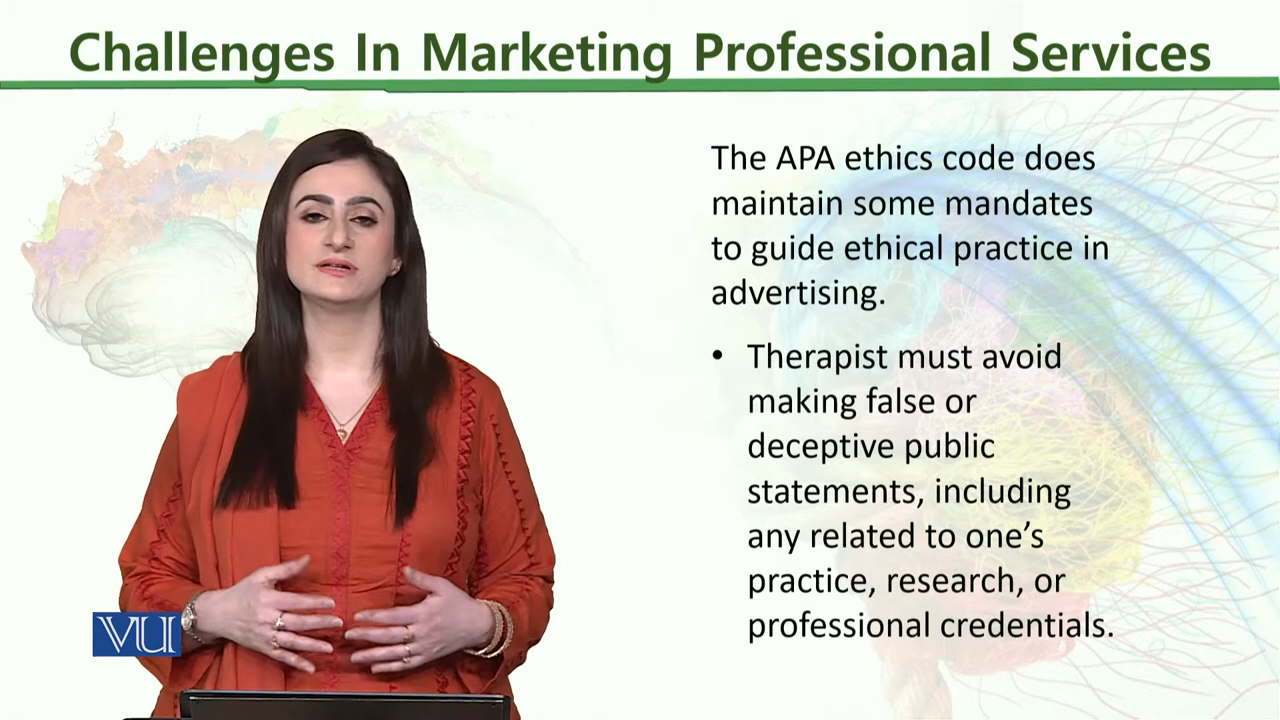 Challenges In Marketing Professional Services
The APA ethics code does
maintain some mandates
to guide ethical practice in
advertising.
• Therapist must avoid
making false or
deceptive public
statements, including
any related to one’s
practice, research, or
professional credentials.
VU